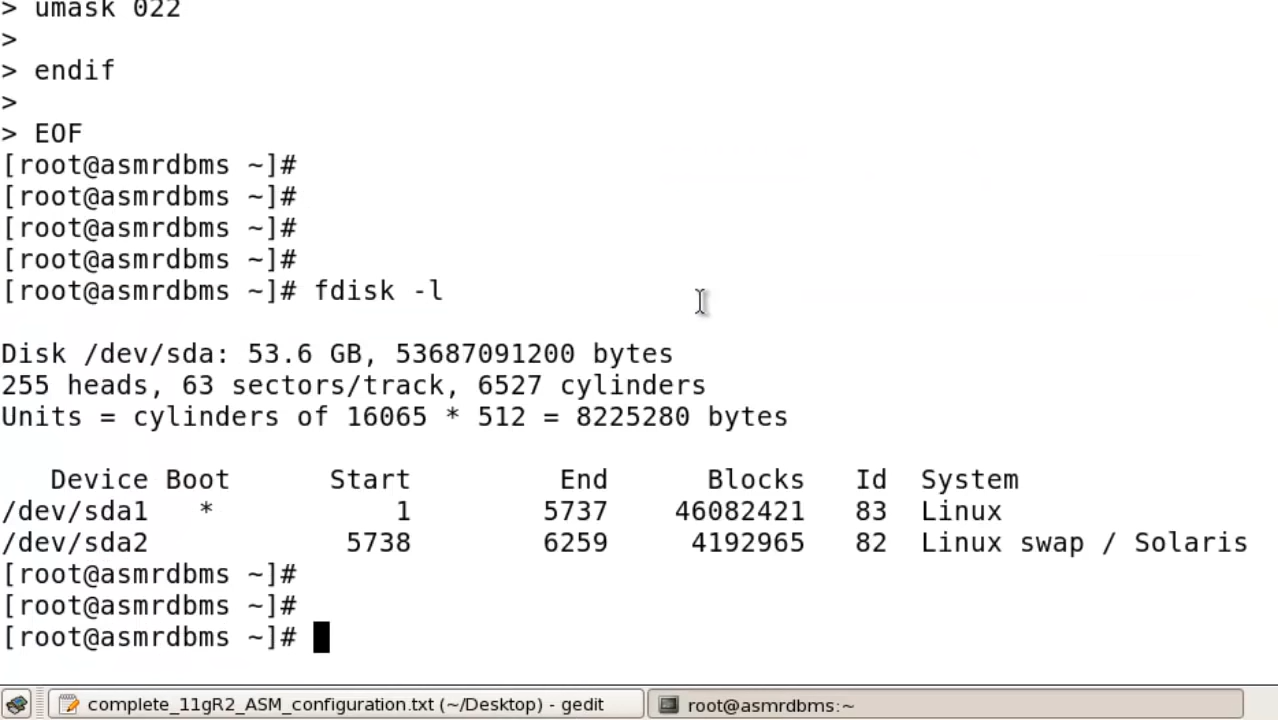 > umask 022
>
> endif
>
> EOF
[root@asmrdbms ~]#
[root@asmrdbms ~]#
[root@asmrdbms ~]#
[root@asmrdbms ~]#
[root@asmrdbms ~]# fdisk -l
Disk /dev/sda: 53.6 GB, 53687091200 bytes
255 heads, 63 sectors/track, 6527 cylinders
Units = cylinders of 16065 * 512 = 8225280 bytes
Device Boot Start End Blocks Id System
/dev/sda1 * 1 5737 46082421 83 Linux
/dev/sda2 5738 6259 4192965 82 Linux swap / Solaris
[root@asmrdbms ~]#
[root@asmrdbms ~]#
[root@asmrdbms ~]#
complete_11gR2_ASM_configuration.txt (~/Desktop) - gedit
root@asmrdbms:~